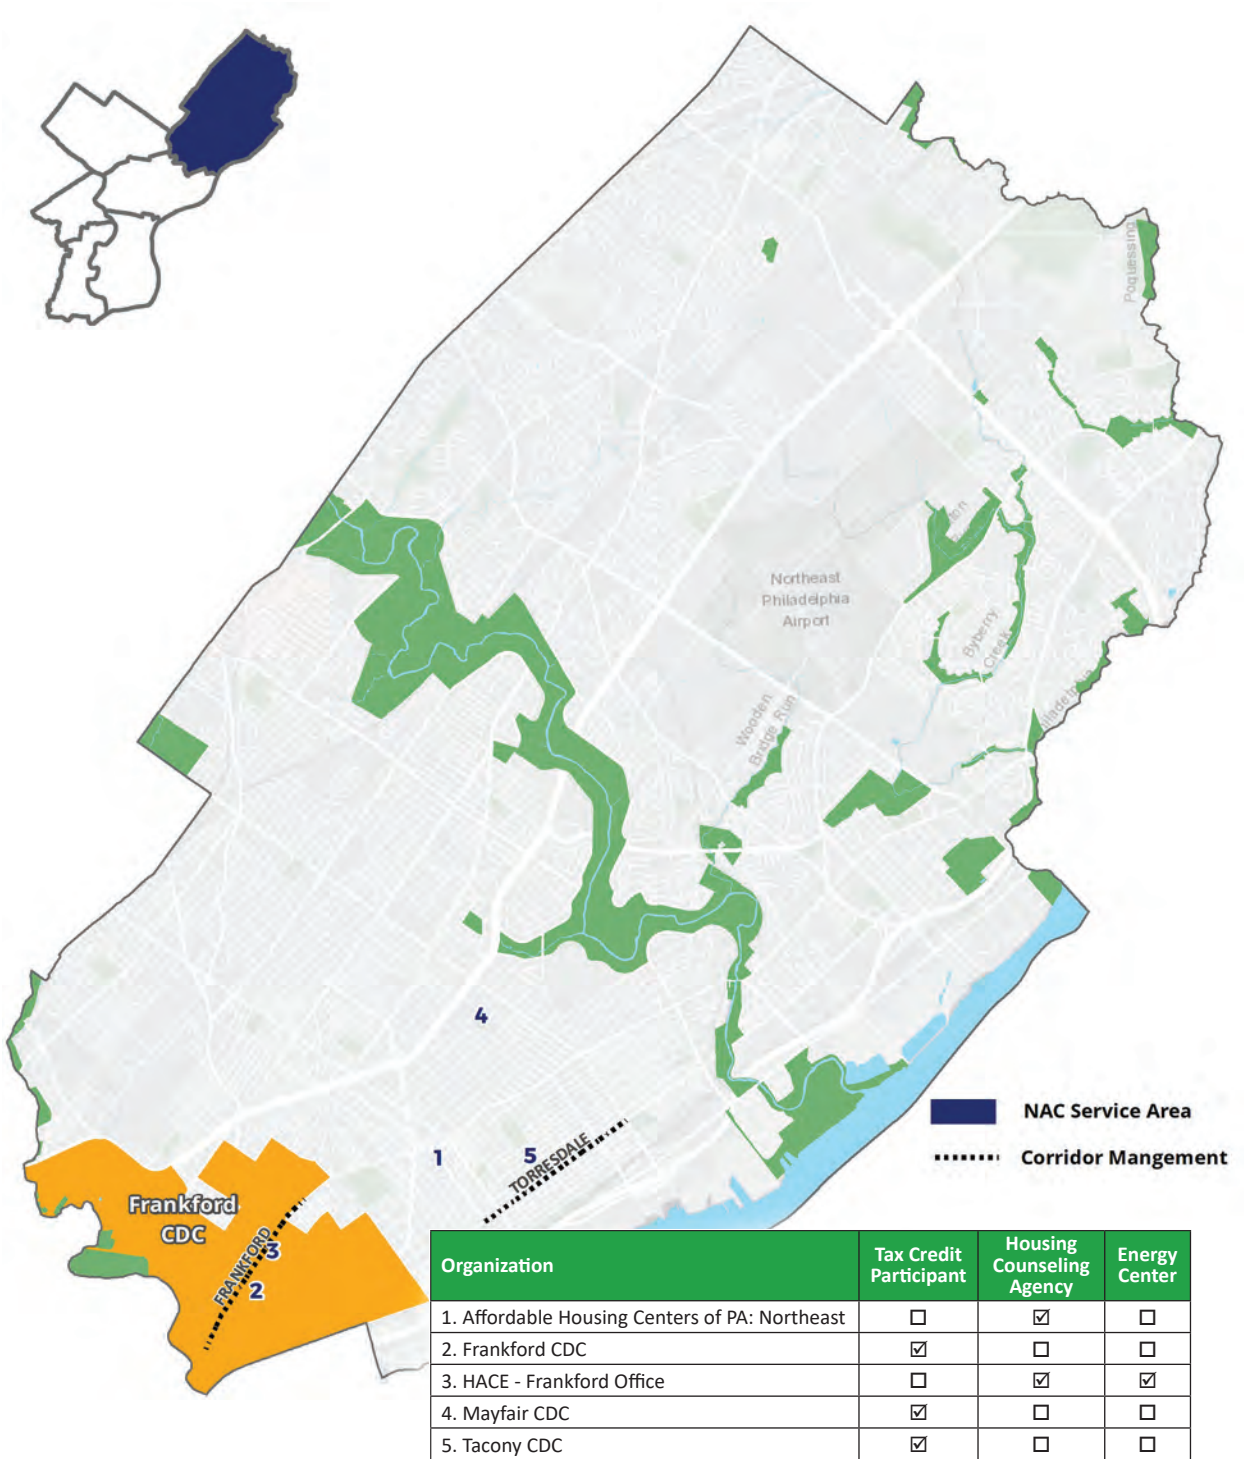 Poquessing
Northeast
Philadelphia
Airport
Byberry
Creek
Wooden
Bridge Run
4
1
5
TORRESDALE
NAC Service Area
Corridor Mangement
Frankford
CDC
FRANKFORD
3
2
Organization Tax Credit Participant Housing Counseling Agency Energy Center
1. Affordable Housing Centers of PA: Northeast ☐ ☑ ☐
2. Frankford CDC ☑ ☐ ☐
3. HACE - Frankford Office ☐ ☑ ☑
4. Mayfair CDC ☑ ☐ ☐
5. Tacony CDC ☑ ☐ ☐